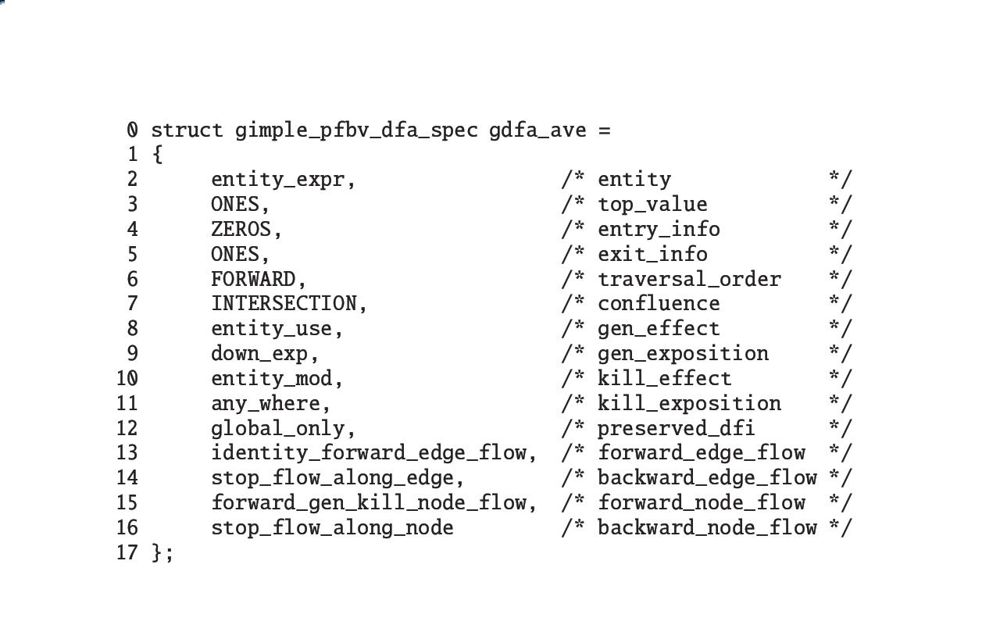 0 struct gimple_pfbv_dfa_spec gdfa_ave =
1 {
2      entity_expr,                 /* entity             */
3      ONES,                        /* top_value          */
4      ZEROS,                       /* entry_info         */
5      ONES,                        /* exit_info          */
6      FORWARD,                     /* traversal_order    */
7      INTERSECTION,                /* confluence         */
8      entity_use,                  /* gen_effect         */
9      down_exp,                    /* gen_exposition     */
10      entity_mod,                  /* kill_effect        */
11      any_where,                   /* kill_exposition    */
12      global_only,                 /* preserved_dfi      */
13      identity_forward_edge_flow,  /* forward_edge_flow  */
14      stop_flow_along_edge,        /* backward_edge_flow */
15      forward_gen_kill_node_flow,  /* forward_node_flow  */
16      stop_flow_along_node         /* backward_node_flow */
17 };